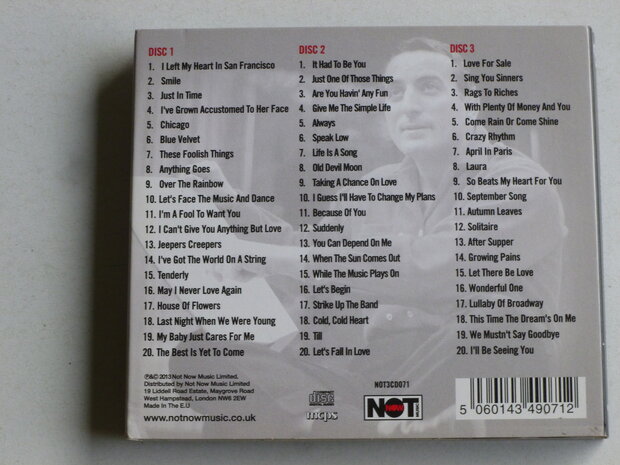 DISC 1
1. I Left My Heart In San Francisco
2. Smile
3. Just In Time
4. I've Grown Accustomed To Her Face
5. Chicago
6. Blue Velvet
7. These Foolish Things
8. Anything Goes
9. Over The Rainbow
10. Let's Face The Music And Dance
11. I'm A Fool To Want You
12. I Can't Give You Anything But Love
13. Jeepers Creepers
14. I've Got The World On A String
15. Tenderly
16. May I Never Love Again
17. House Of Flowers
18. Last Night When We Were Young
19. My Baby Just Cares For Me
20. The Best Is Yet To Come
DISC 2
1. It Had To Be You
2. Just One Of Those Things
3. Are You Havin' Any Fun
4. Give Me The Simple Life
5. Always
6. Speak Low
7. Life Is A Song
8. Old Devil Moon
9. Taking A Chance On Love
10. I Guess I'll Have To Change My Plans
11. Because Of You
12. Suddenly
13. You Can Depend On Me
14. When The Sun Comes Out
15. While The Music Plays On
16. Let's Begin
17. Strike Up The Band
18. Cold, Cold Heart
19. Till
20. Let's Fall In Love
DISC 3
1. Love For Sale
2. Sing You Sinners
3. Rags To Riches
4. With Plenty Of Money And You
5. Come Rain Or Come Shine
6. Crazy Rhythm
7. April In Paris
8. Laura
9. So Beats My Heart For You
10. September Song
11. Autumn Leaves
12. Solitaire
13. After Supper
14. Growing Pains
15. Let There Be Love
16. Wonderful One
17. Lullaby Of Broadway
18. This Time The Dream's On Me
19. We Mustn't Say Goodbye
20. I'll Be Seeing You
℗&© 2013 Not Now Music Limited.
Distributed by Not Now Music Limited,
19 Liddell Road Estate, Maygrove Road
West Hampstead, London NW6 2EW
Made In The E.U
www.notnowmusic.co.uk
COMPACT
disc
DIGITAL AUDIO
mcps
NOT3CD071
NOT
NOW
MUSIC
5 060143 490712